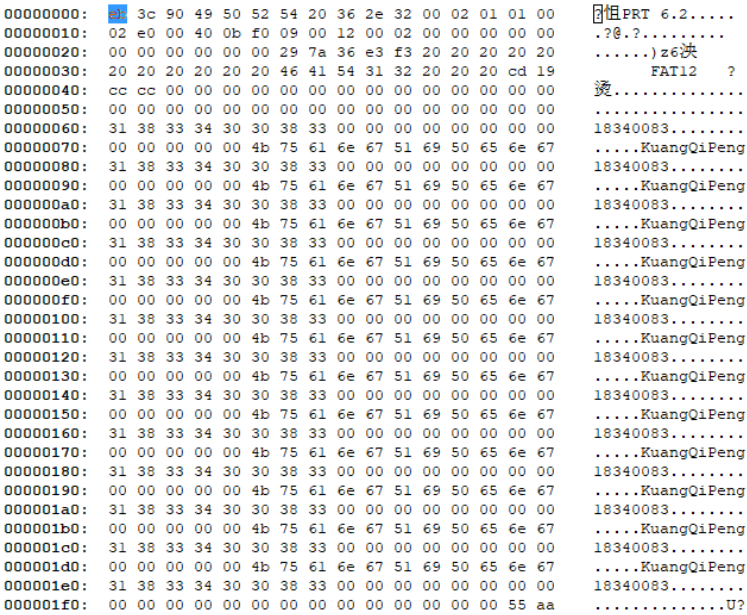 00000000: eb 3c 90 49 50 52 54 20 36 2e 32 00 02 01 01 00 ?怚PRT 6.2.....
00000010: 02 e0 00 40 0b f0 09 00 12 00 02 00 00 00 00 00 .?@.?.........
00000020: 00 00 00 00 00 00 29 7a 36 e3 f3 20 20 20 20 20 ......)z6泱
00000030: 20 20 20 20 20 20 46 41 54 31 32 20 20 20 cd 19 FAT12 ?
00000040: cc cc 00 00 00 00 00 00 00 00 00 00 00 00 00 00 烫..............
00000050: 00 00 00 00 00 00 00 00 00 00 00 00 00 00 00 00 ................
00000060: 31 38 33 34 30 30 38 33 00 00 00 00 00 00 00 00 18340083........
00000070: 00 00 00 00 00 4b 75 61 6e 67 51 69 50 65 6e 67 .....KuangQiPeng
00000080: 31 38 33 34 30 30 38 33 00 00 00 00 00 00 00 00 18340083........
00000090: 00 00 00 00 00 4b 75 61 6e 67 51 69 50 65 6e 67 .....KuangQiPeng
000000a0: 31 38 33 34 30 30 38 33 00 00 00 00 00 00 00 00 18340083........
000000b0: 00 00 00 00 00 4b 75 61 6e 67 51 69 50 65 6e 67 .....KuangQiPeng
000000c0: 31 38 33 34 30 30 38 33 00 00 00 00 00 00 00 00 18340083........
000000d0: 00 00 00 00 00 4b 75 61 6e 67 51 69 50 65 6e 67 .....KuangQiPeng
000000e0: 31 38 33 34 30 30 38 33 00 00 00 00 00 00 00 00 18340083........
000000f0: 00 00 00 00 00 4b 75 61 6e 67 51 69 50 65 6e 67 .....KuangQiPeng
00000100: 31 38 33 34 30 30 38 33 00 00 00 00 00 00 00 00 18340083........
00000110: 00 00 00 00 00 4b 75 61 6e 67 51 69 50 65 6e 67 .....KuangQiPeng
00000120: 31 38 33 34 30 30 38 33 00 00 00 00 00 00 00 00 18340083........
00000130: 00 00 00 00 00 4b 75 61 6e 67 51 69 50 65 6e 67 .....KuangQiPeng
00000140: 31 38 33 34 30 30 38 33 00 00 00 00 00 00 00 00 18340083........
00000150: 00 00 00 00 00 4b 75 61 6e 67 51 69 50 65 6e 67 .....KuangQiPeng
00000160: 31 38 33 34 30 30 38 33 00 00 00 00 00 00 00 00 18340083........
00000170: 00 00 00 00 00 4b 75 61 6e 67 51 69 50 65 6e 67 .....KuangQiPeng
00000180: 31 38 33 34 30 30 38 33 00 00 00 00 00 00 00 00 18340083........
00000190: 00 00 00 00 00 4b 75 61 6e 67 51 69 50 65 6e 67 .....KuangQiPeng
000001a0: 31 38 33 34 30 30 38 33 00 00 00 00 00 00 00 00 18340083........
000001b0: 00 00 00 00 00 4b 75 61 6e 67 51 69 50 65 6e 67 .....KuangQiPeng
000001c0: 31 38 33 34 30 30 38 33 00 00 00 00 00 00 00 00 18340083........
000001d0: 00 00 00 00 00 4b 75 61 6e 67 51 69 50 65 6e 67 .....KuangQiPeng
000001e0: 31 38 33 34 30 30 38 33 00 00 00 00 00 00 00 00 18340083........
000001f0: 00 00 00 00 00 00 00 00 00 00 00 00 00 00 55 aa ..............U?